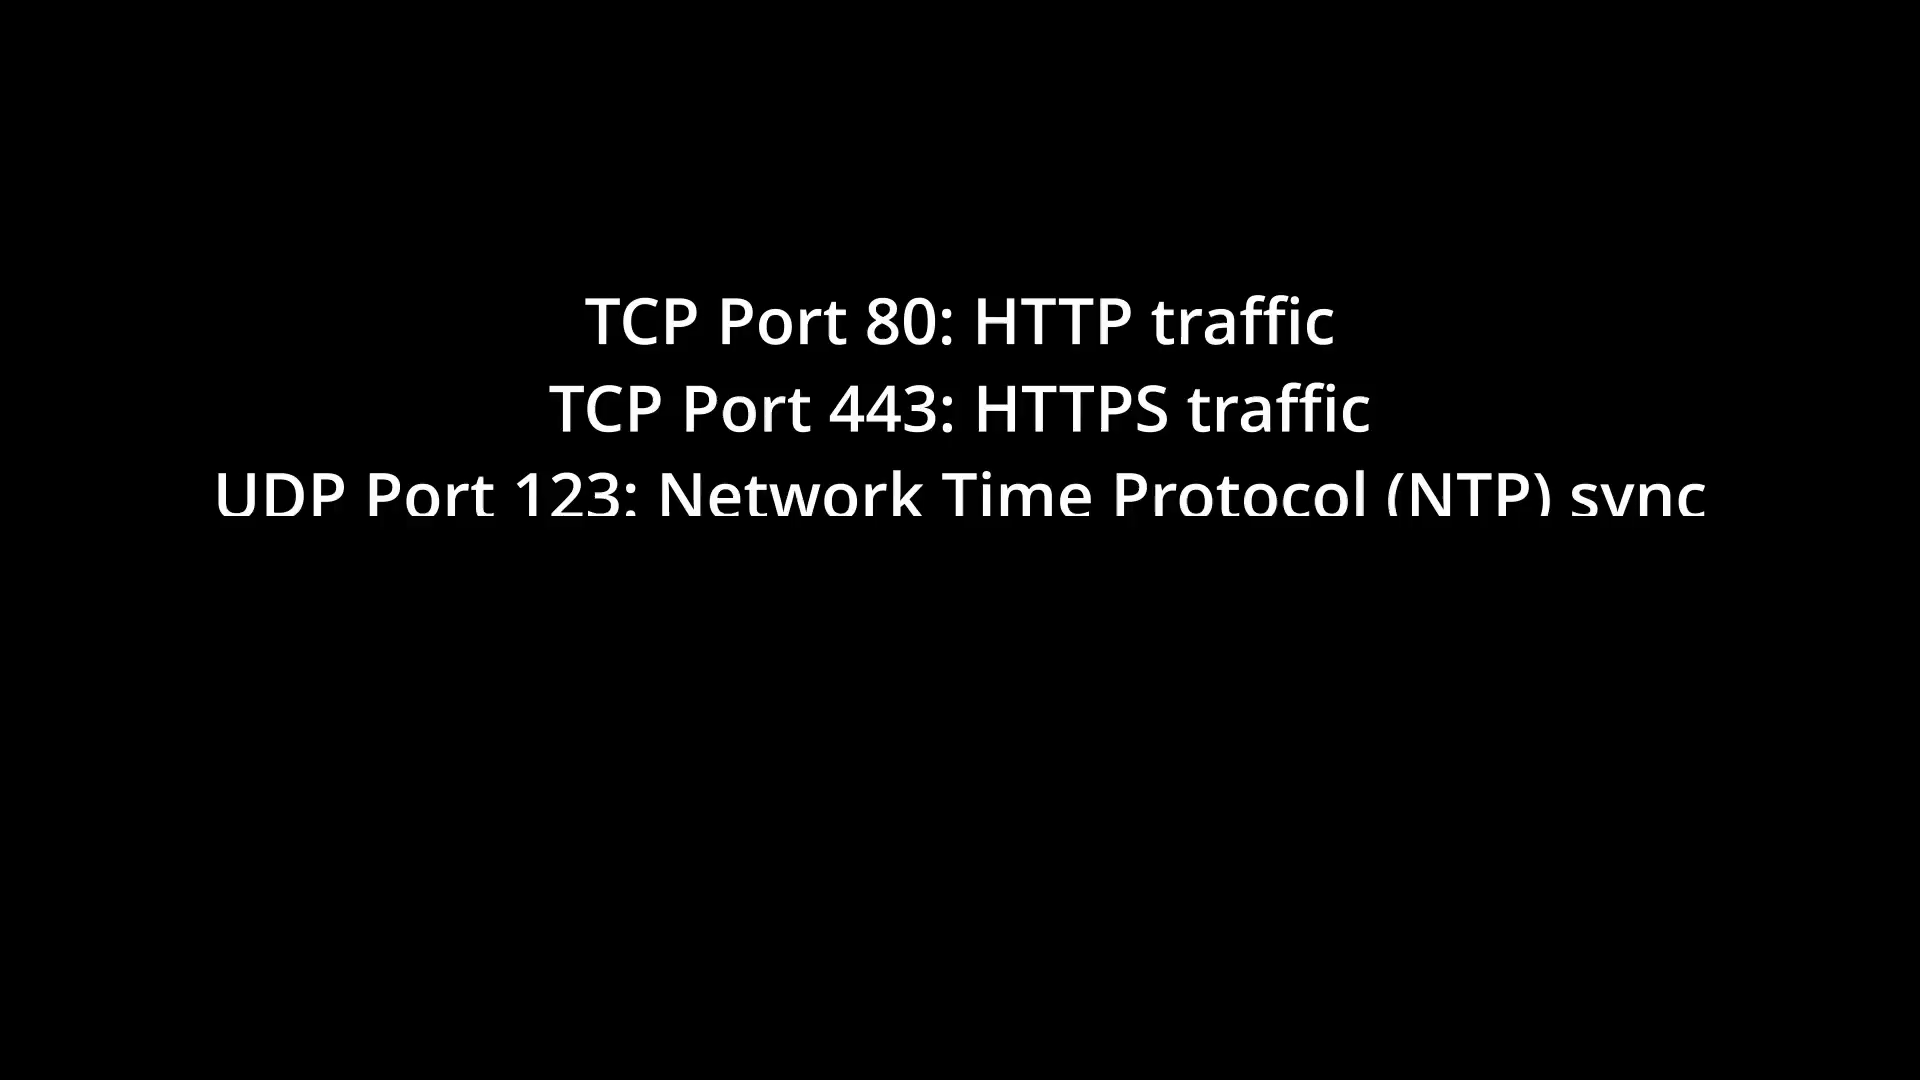 TCP Port 80: HTTP traffic
TCP Port 443: HTTPS traffic
UDP Port 123: Network Time Protocol (NTP) sync